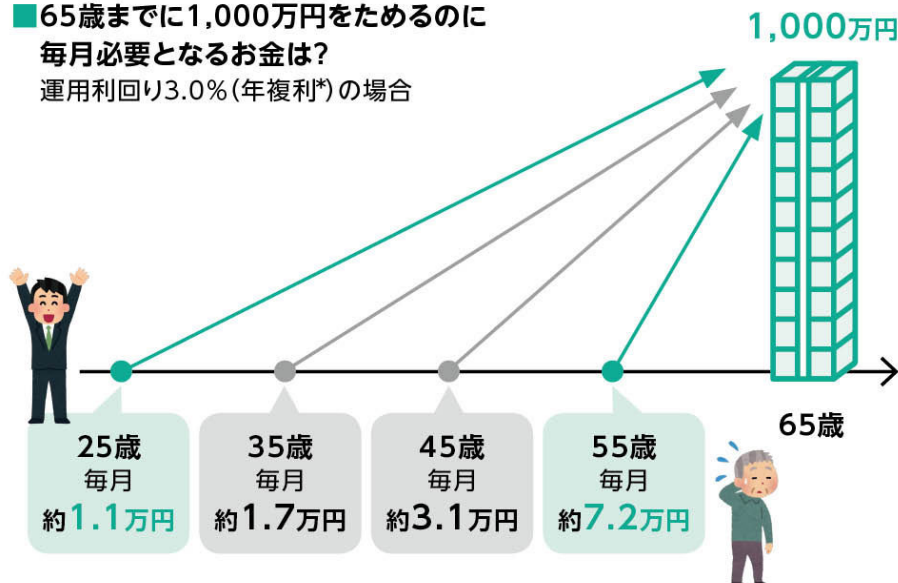 ■65歳までに1,000万円をためるのに
毎月必要となるお金は?
運用利回り3.0%(年複利*)の場合
1,000万円
65歳
25歳
毎月
約1.1万円
35歳
毎月
約1.7万円
45歳
毎月
約3.1万円
55歳
毎月
約7.2万円